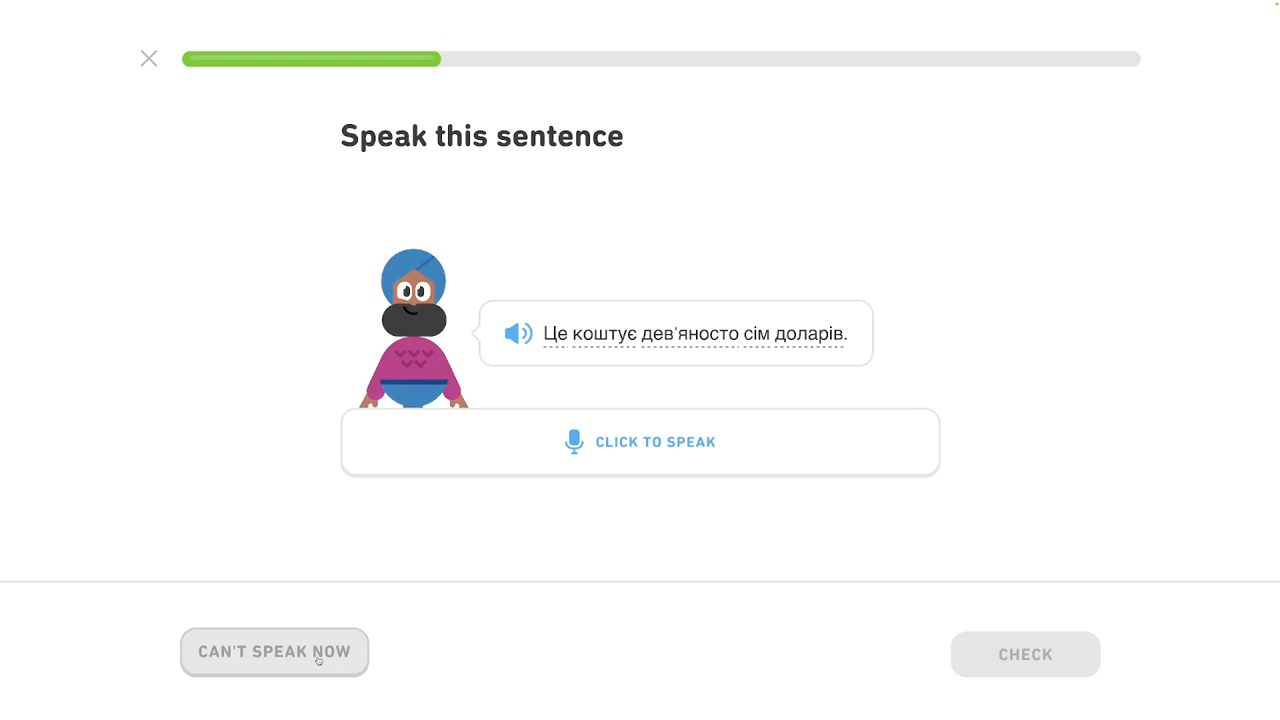 Speak this sentence
Це коштує дев'яносто сім доларів.
CLICK TO SPEAK
CAN'T SPEAK NOW
CHECK